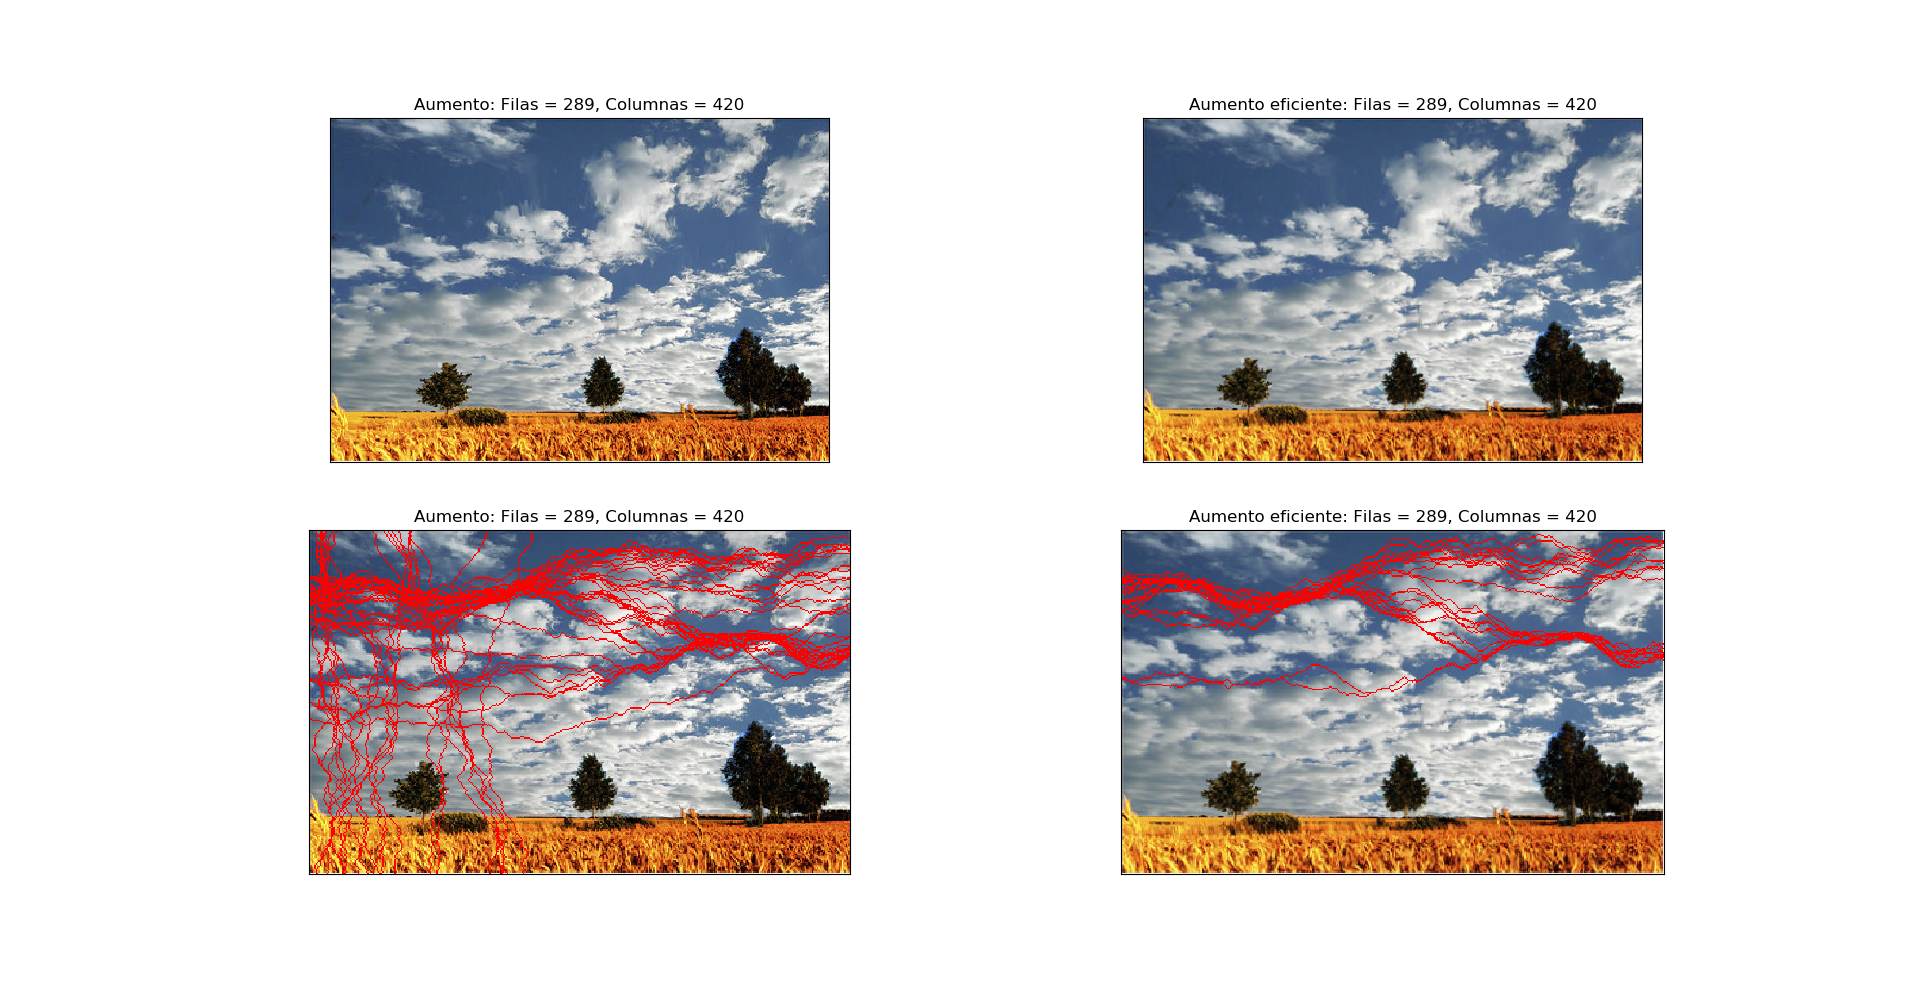 Aumento: Filas = 289, Columnas = 420
Aumento eficiente: Filas = 289, Columnas = 420
Aumento: Filas = 289, Columnas = 420
Aumento eficiente: Filas = 289, Columnas = 420